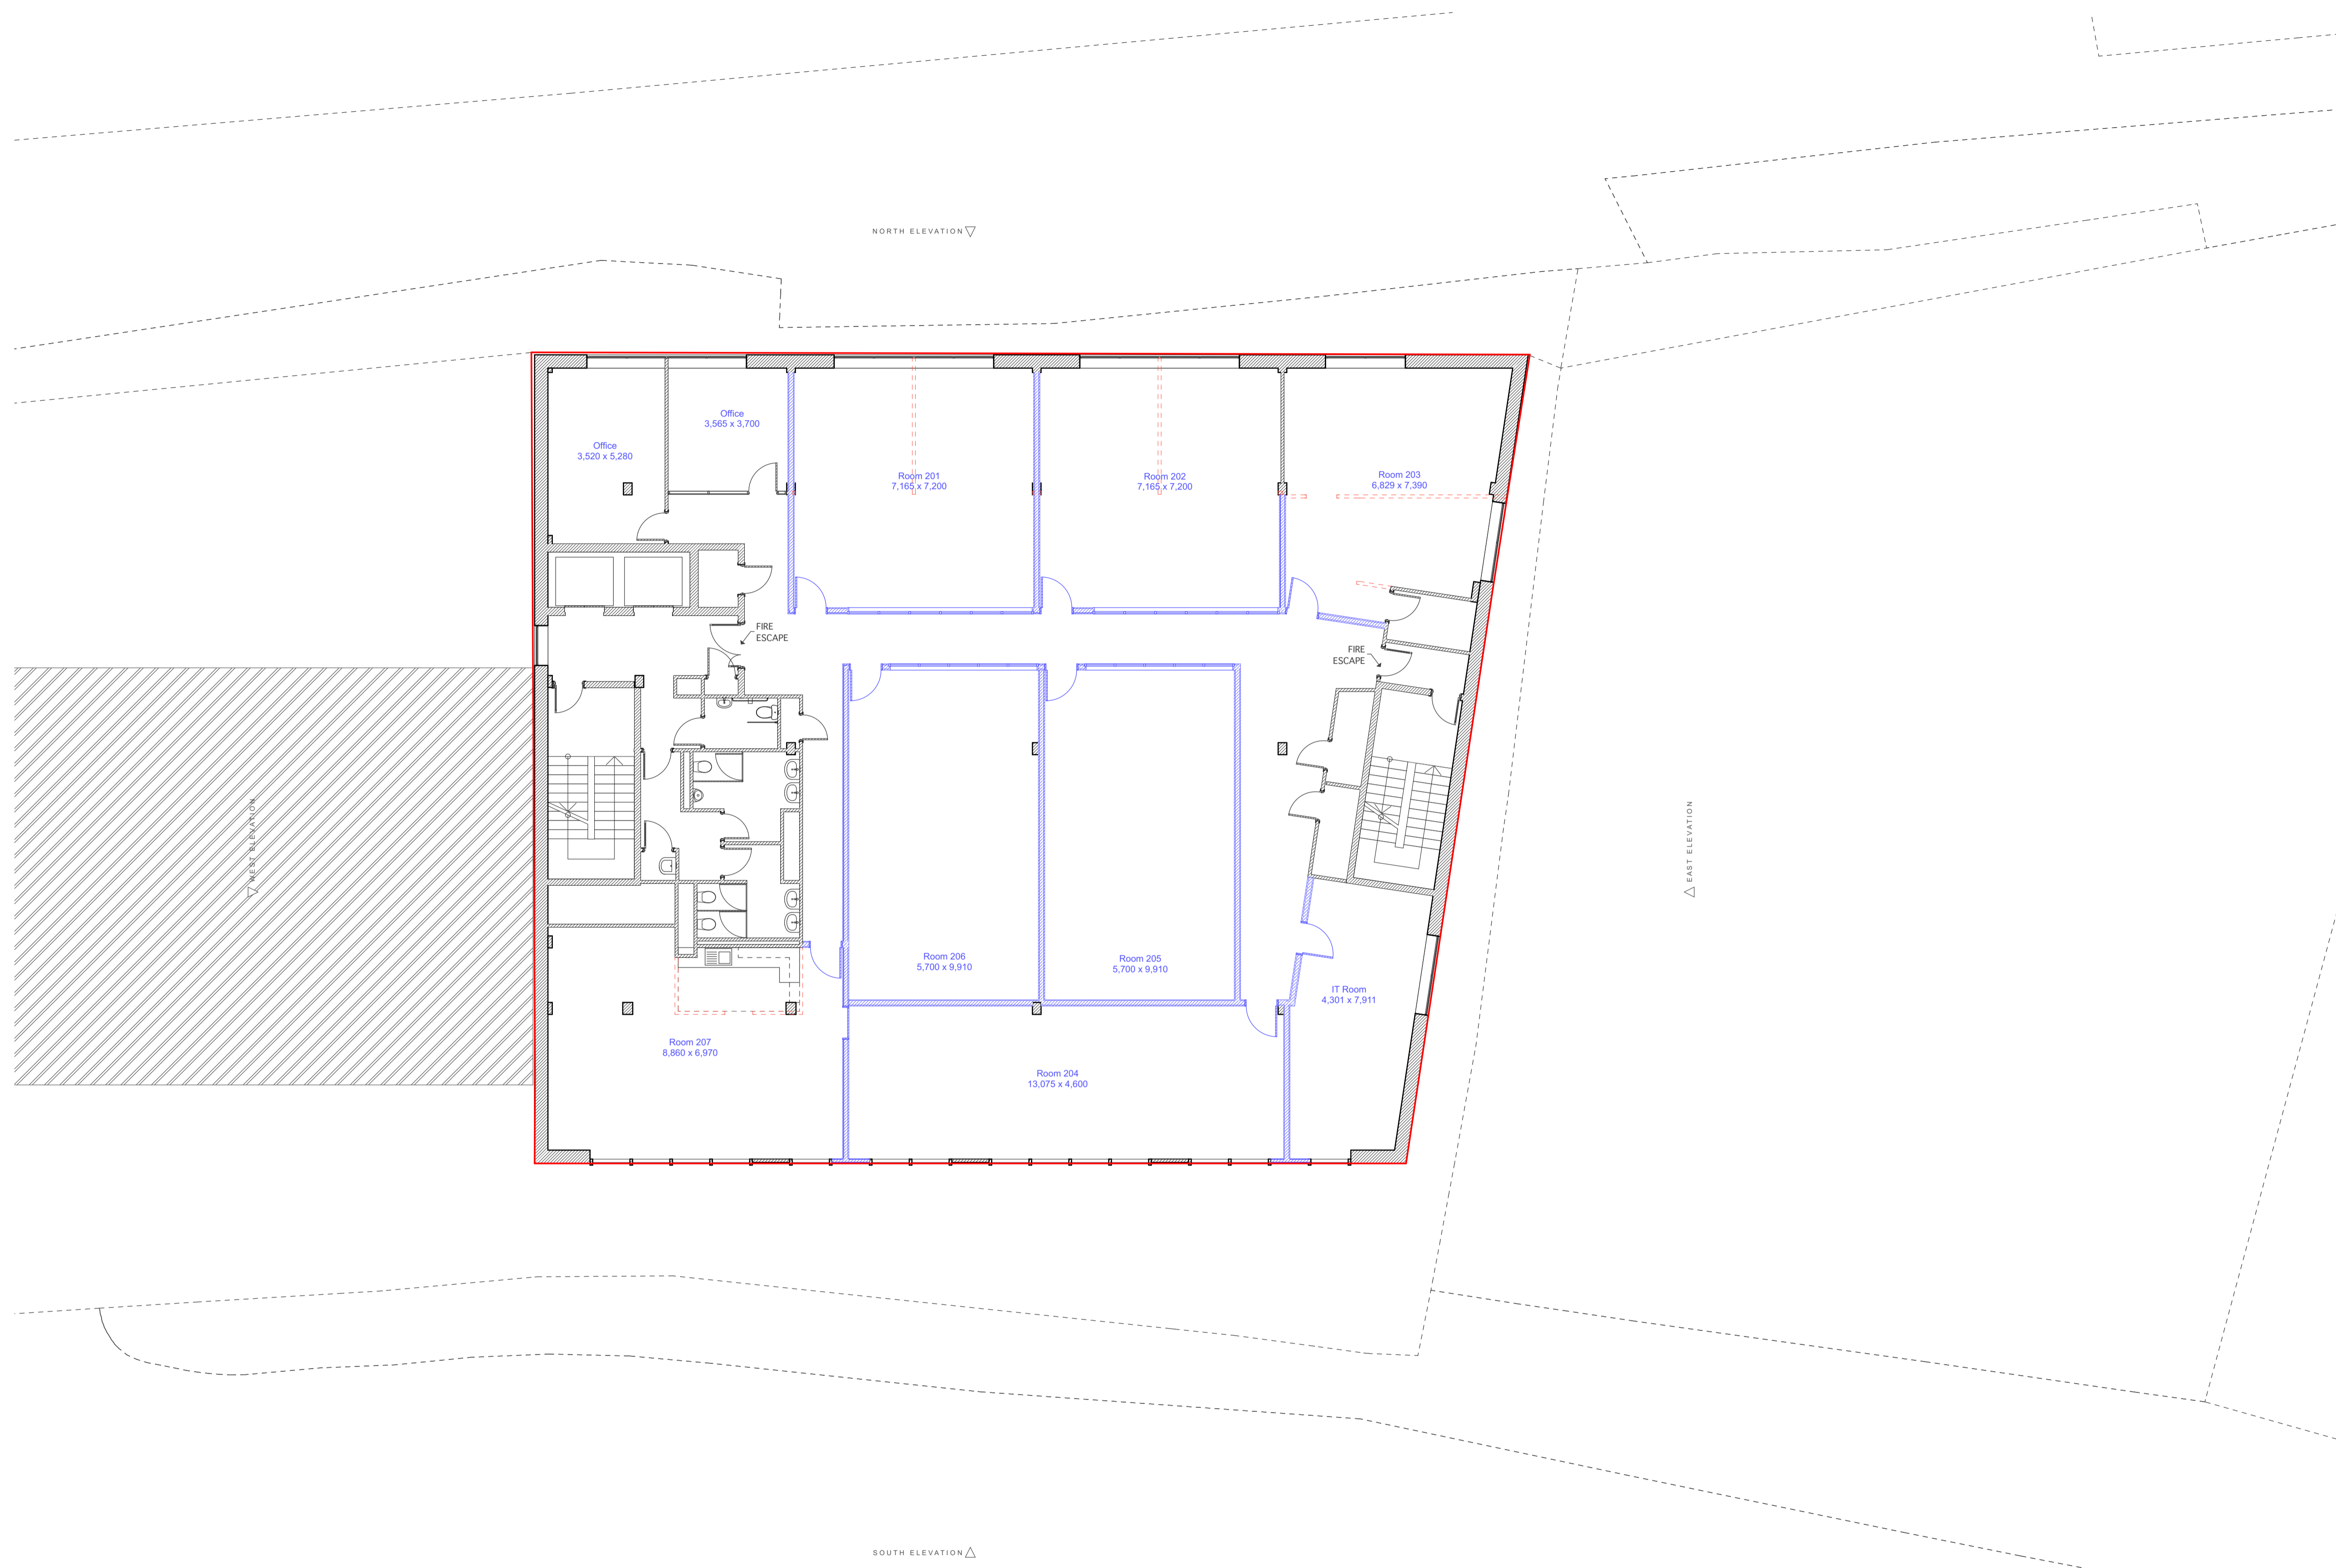 NORTH ELEVATION
Office
3,565 x 3,700
Office
3,520 x 5,280
Room 201
7,165 x 7,200
Room 202
7,165 x 7,200
Room 203
6,829 x 7,390
FIRE
ESCAPE
FIRE
ESCAPE
WEST ELEVATION
EAST ELEVATION
Room 206
5,700 x 9,910
Room 205
5,700 x 9,910
IT Room
4,301 x 7,911
Room 207
8,860 x 6,970
Room 204
13,075 x 4,600
SOUTH ELEVATION